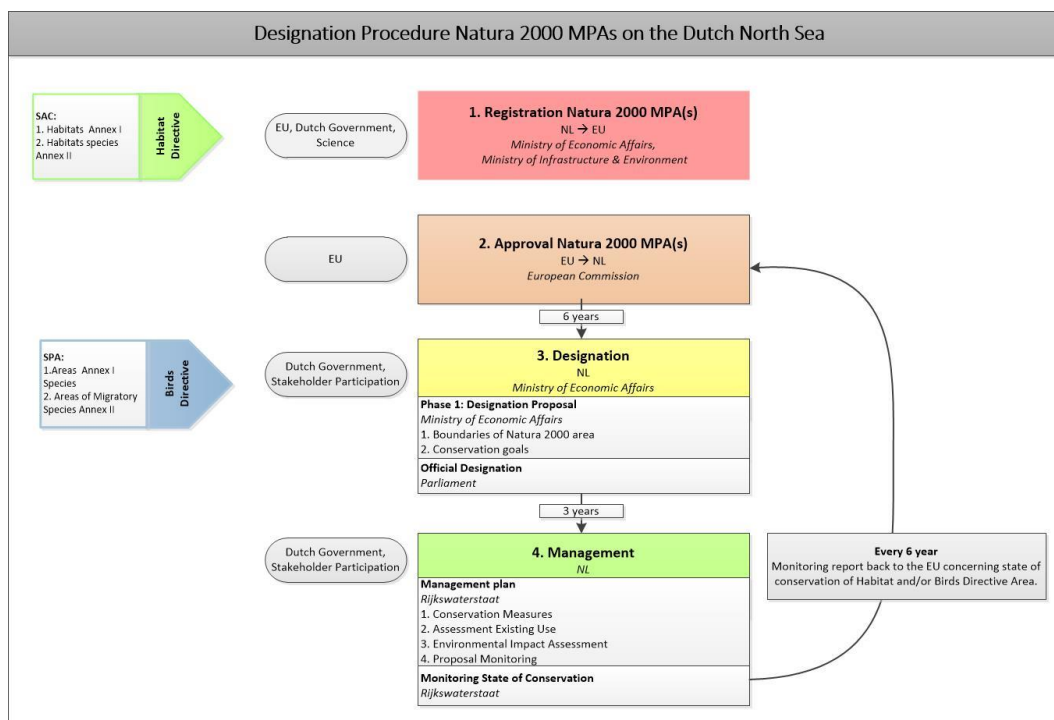 Designation Procedure Natura 2000 MPAs on the Dutch North Sea
SAC:
1. Habitats Annex I
2. Habitats species
Annex II
Habitat
Directive
EU, Dutch Government,
Science
1. Registration Natura 2000 MPA(s)
NL → EU
Ministry of Economic Affairs,
Ministry of Infrastructure & Environment
EU
2. Approval Natura 2000 MPA(s)
EU → NL
European Commission
6 years
SPA:
1.Areas Annex I
Species
2. Areas of Migratory
Species Annex II
Birds
Directive
Dutch Government,
Stakeholder Participation
3. Designation
NL
Ministry of Economic Affairs
Phase 1: Designation Proposal
Ministry of Economic Affairs
1. Boundaries of Natura 2000 area
2. Conservation goals
Official Designation
Parliament
3 years
Dutch Government,
Stakeholder Participation
4. Management
NL
Management plan
Rijkswaterstaat
1. Conservation Measures
2. Assessment Existing Use
3. Environmental Impact Assessment
4. Proposal Monitoring
Monitoring State of Conservation
Rijkswaterstaat
Every 6 year
Monitoring report back to the EU concerning state of
conservation of Habitat and/or Birds Directive Area.